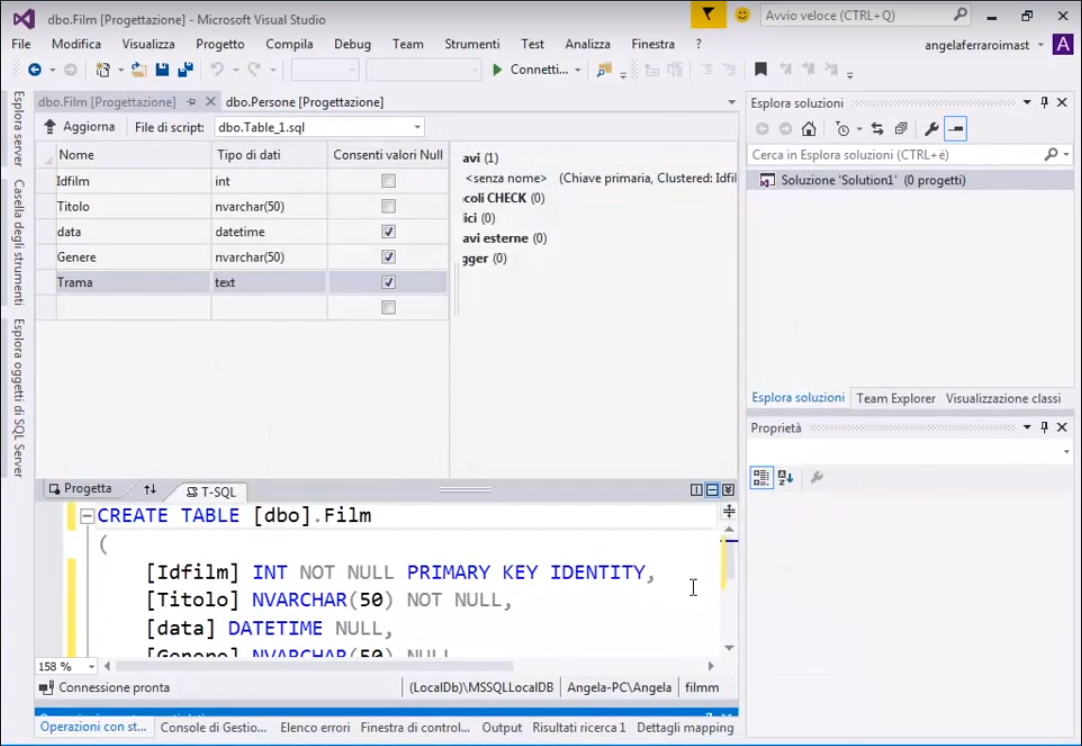 dbo.Film [Progettazione] - Microsoft Visual Studio
Avvio veloce (CTRL+Q)
File Modifica Visualizza Progetto Compila Debug Team Strumenti Test Analizza Finestra ?
angelaferraroimast A
Connetti...
Esplora server
Casella degli strumenti
Esplora oggetti di SQL Server
dbo.Film [Progettazione] dbo.Persone [Progettazione]
Aggiorna File di script: dbo.Table_1.sql
Nome Tipo di dati Consenti valori Null
Idfilm int
Titolo nvarchar(50)
data datetime
Genere nvarchar(50)
Trama text
avi (1)
<senza nome> (Chiave primaria, Clustered: Idfil
coli CHECK (0)
ici (0)
avi esterne (0)
gger (0)
Progetta T-SQL
CREATE TABLE [dbo].Film
(
[Idfilm] INT NOT NULL PRIMARY KEY IDENTITY,
[Titolo] NVARCHAR(50) NOT NULL,
[data] DATETIME NULL,
[Genere] NVARCHAR(50) NULL
158 %
Connessione pronta (LocalDb)\MSSQLLocalDB Angela-PC\Angela filmm
Operazioni con st... Console di Gestio... Elenco errori Finestra di control... Output Risultati ricerca 1 Dettagli mapping
Esplora soluzioni
Cerca in Esplora soluzioni (CTRL+è)
Soluzione 'Solution1' (0 progetti)
Esplora soluzioni Team Explorer Visualizzazione classi
Proprietà